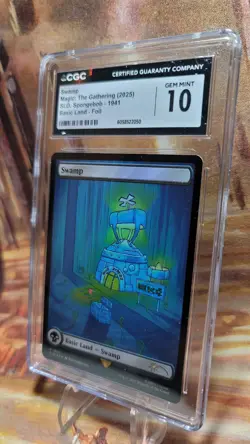 CGC
CERTIFIED GUARANTY COMPANY
Swamp
Magic: The Gathering (2025)
SLD: Spongebob - 1941
Basic Land - Foil
GEM MINT
10
Swamp
Basic Land — Swamp